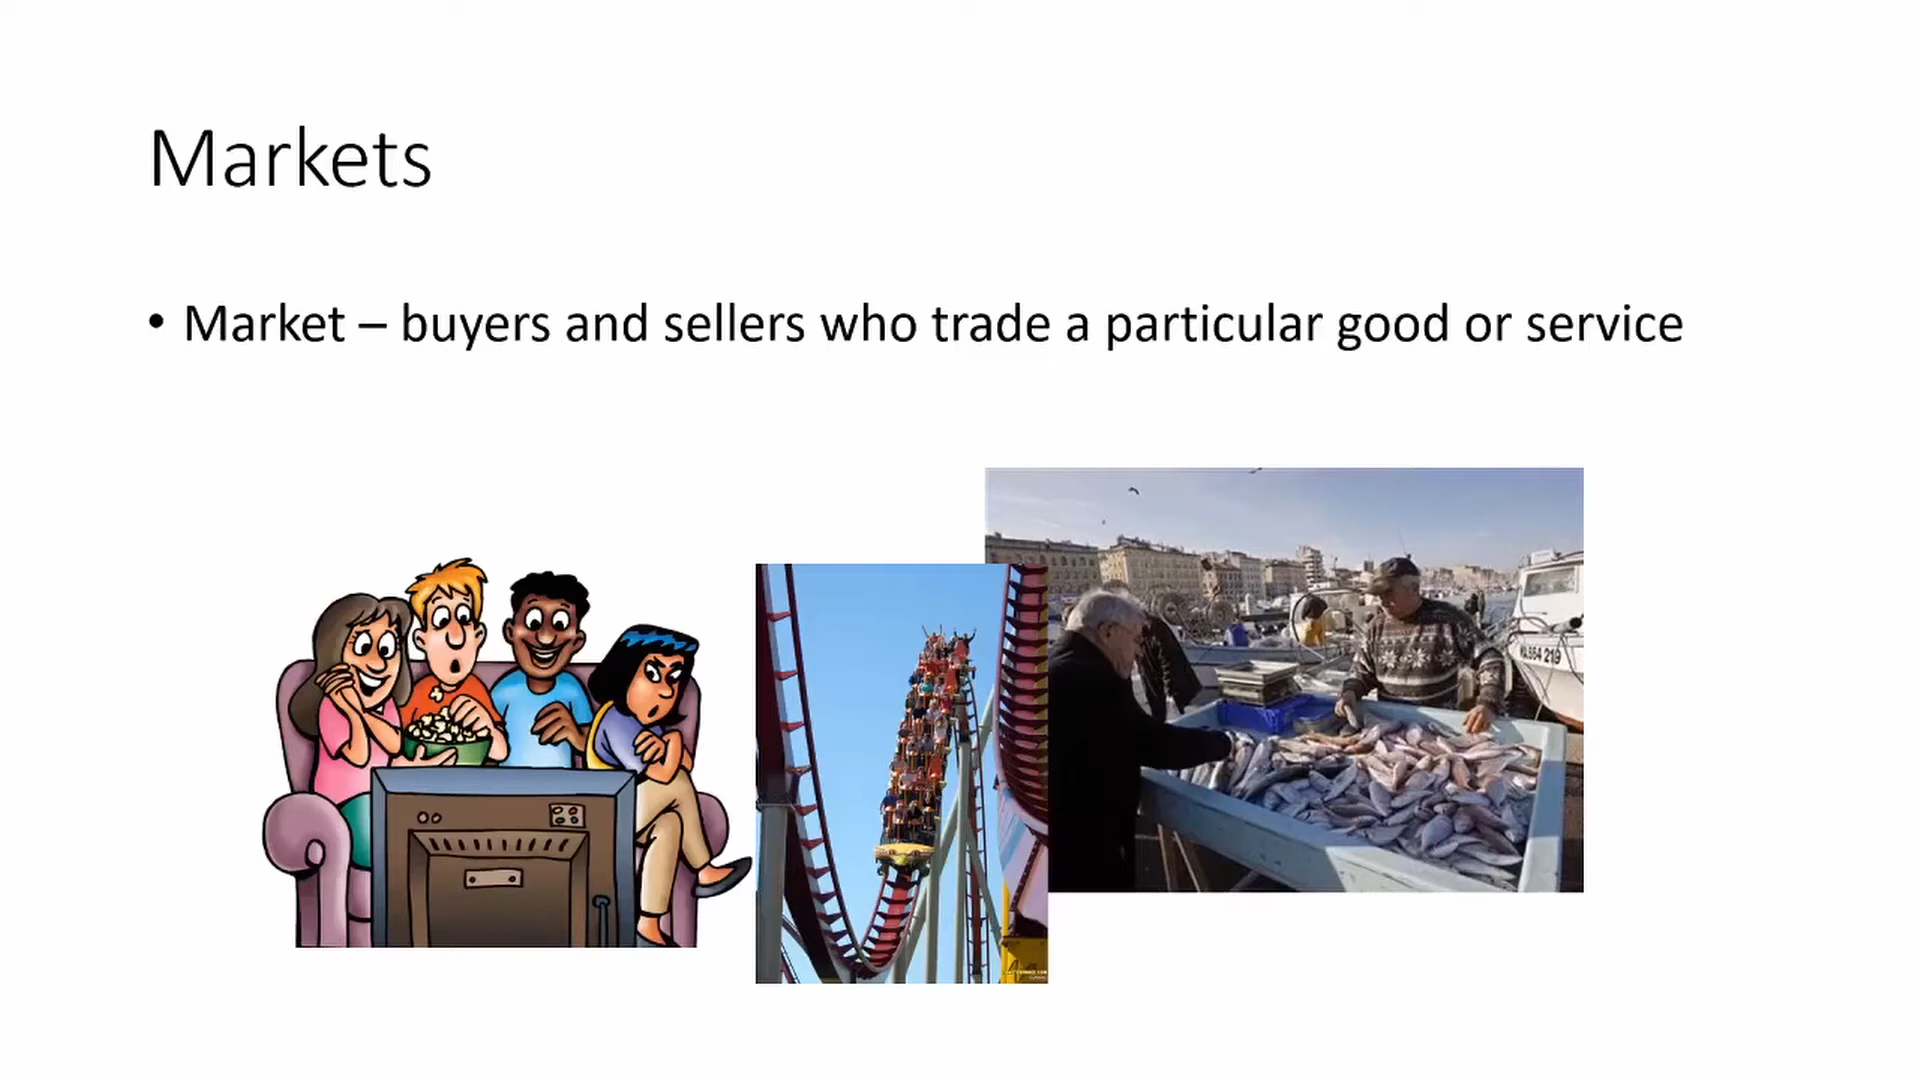 Markets
• Market – buyers and sellers who trade a particular good or service